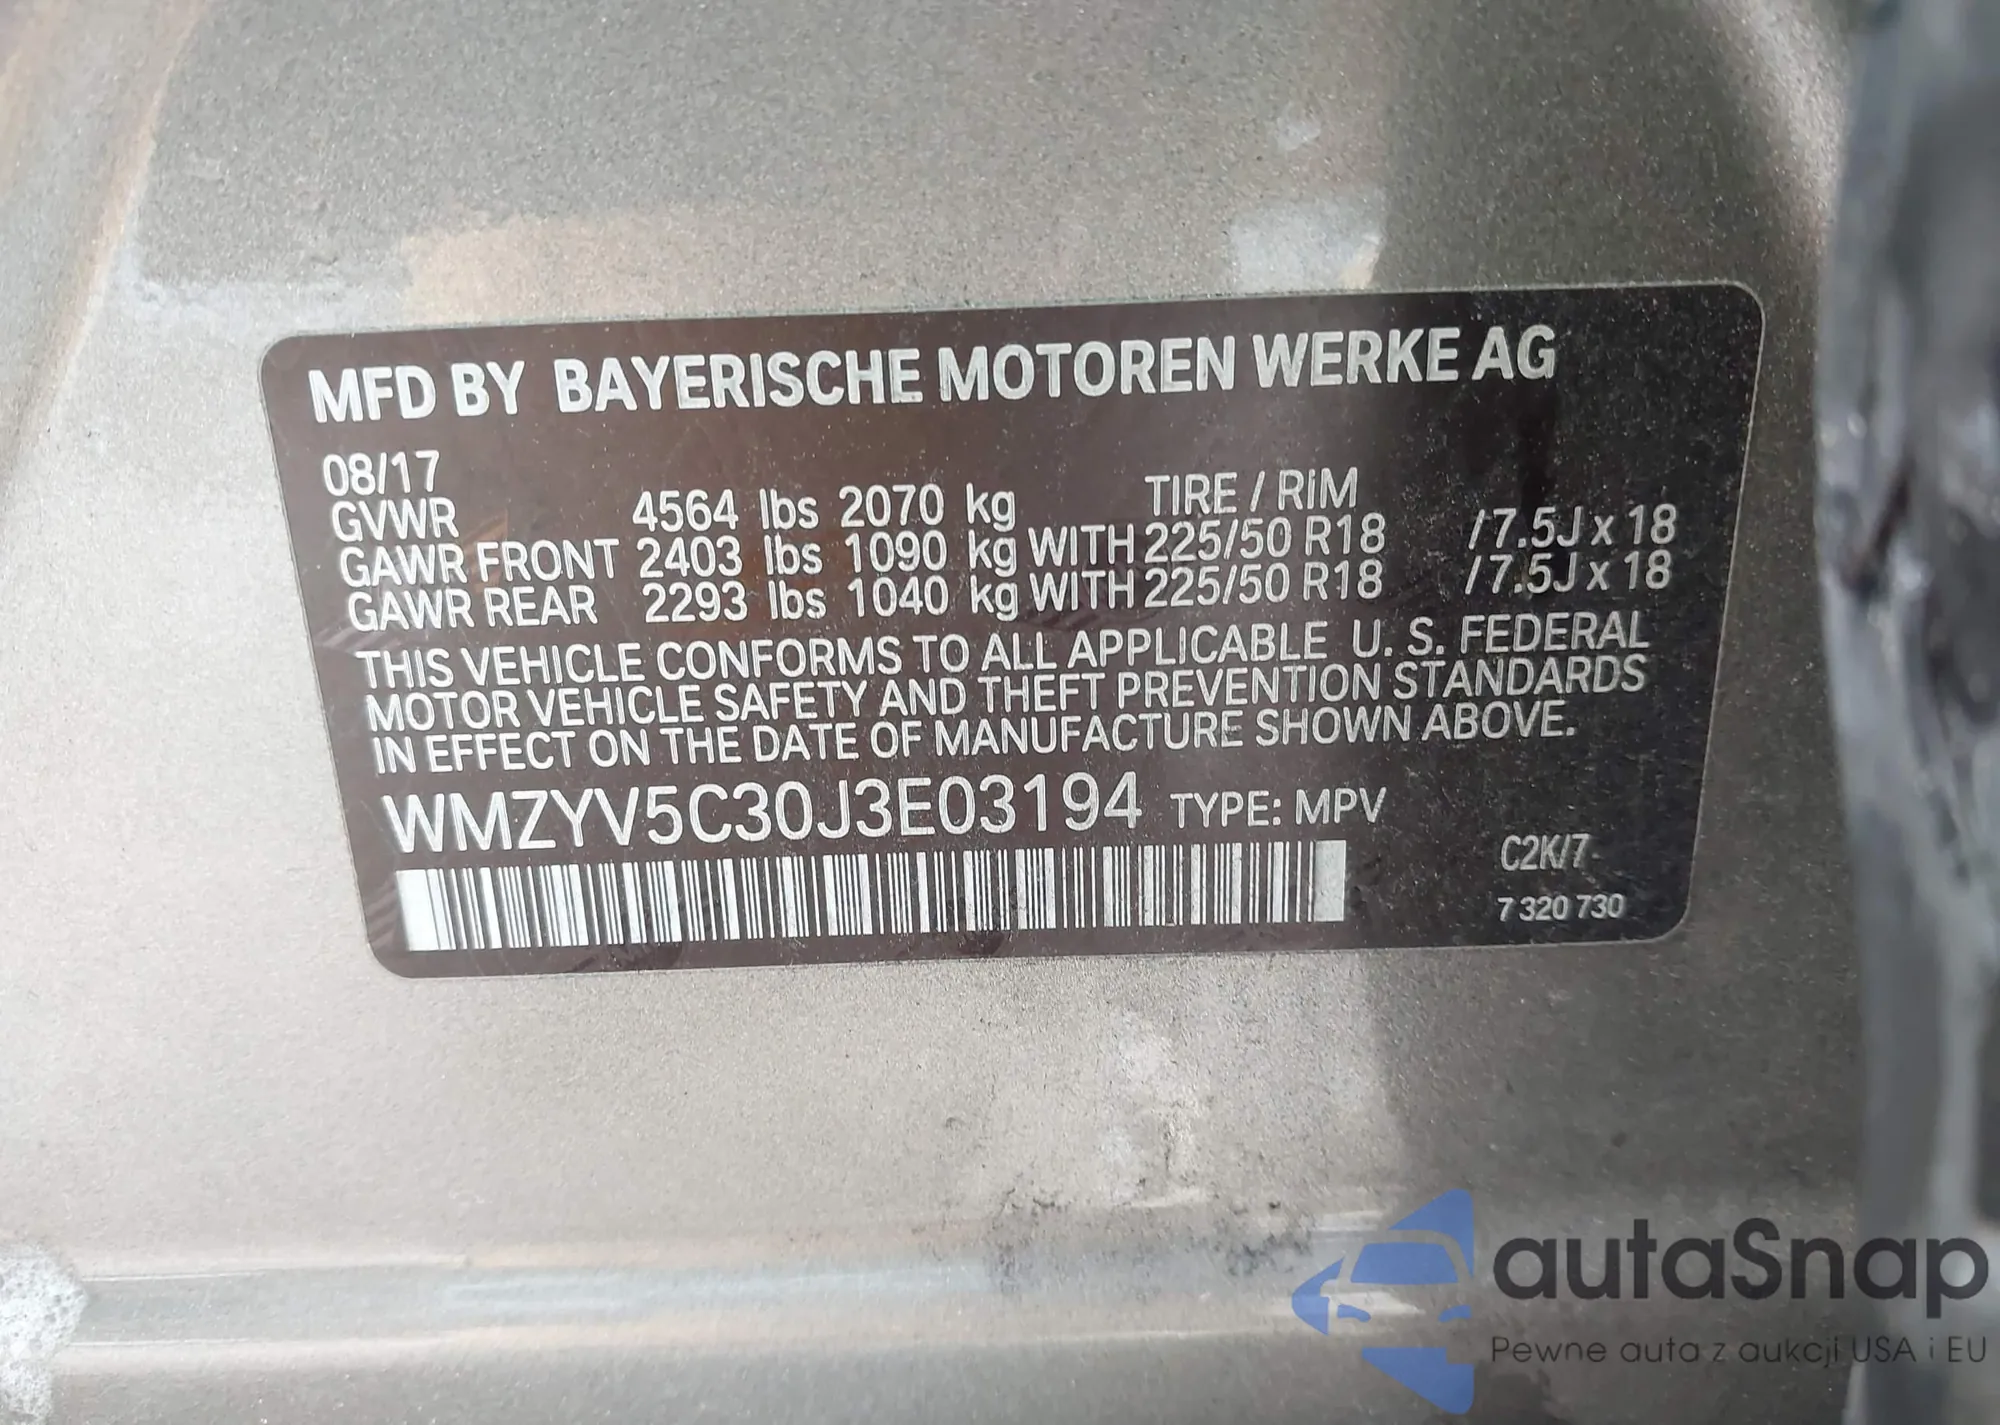 MFD BY BAYERISCHE MOTOREN WERKE AG
08/17
TIRE / RIM
GVWR 4564 lbs 2070 kg
GAWR FRONT 2403 lbs 1090 kg WITH 225/50 R18 /7.5J x 18
GAWR REAR 2293 lbs 1040 kg WITH 225/50 R18 /7.5J x 18
THIS VEHICLE CONFORMS TO ALL APPLICABLE U. S. FEDERAL
MOTOR VEHICLE SAFETY AND THEFT PREVENTION STANDARDS
IN EFFECT ON THE DATE OF MANUFACTURE SHOWN ABOVE.
WMZYV5C30J3E03194 TYPE: MPV
C2K/7
7 320 730
autaSnap
Pewne auta z aukcji USA i EU